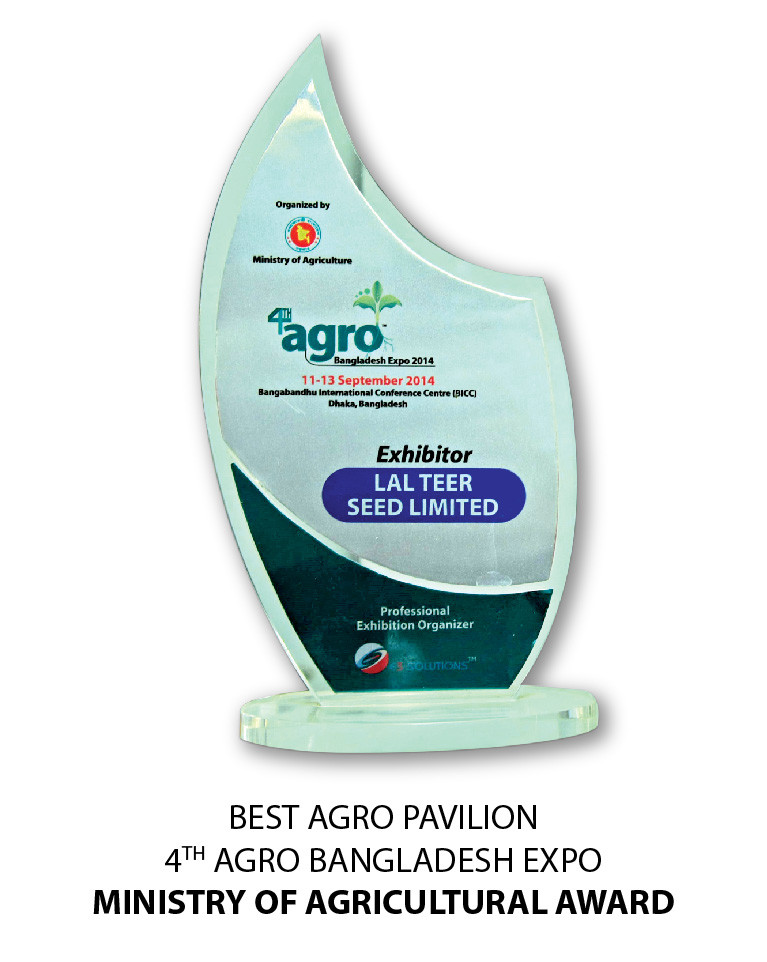 Organized by
Ministry of Agriculture
4TH
agro™
Bangladesh Expo 2014
11-13 September 2014
Bangabandhu International Conference Centre (BICC)
Dhaka, Bangladesh
Exhibitor
LAL TEER
SEED LIMITED
Professional
Exhibition Organizer
SOLUTIONS™
BEST AGRO PAVILION
4TH AGRO BANGLADESH EXPO
MINISTRY OF AGRICULTURAL AWARD